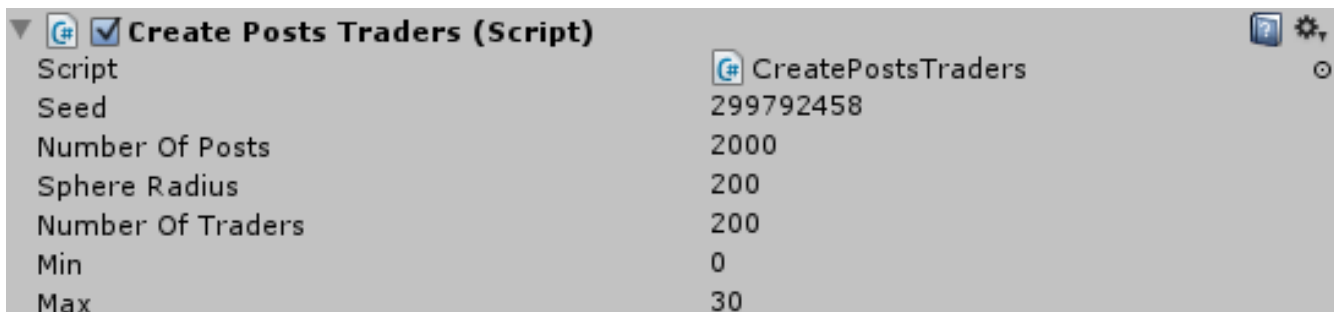 Create Posts Traders (Script)
Script CreatePostsTraders
Seed 299792458
Number Of Posts 2000
Sphere Radius 200
Number Of Traders 200
Min 0
Max 30